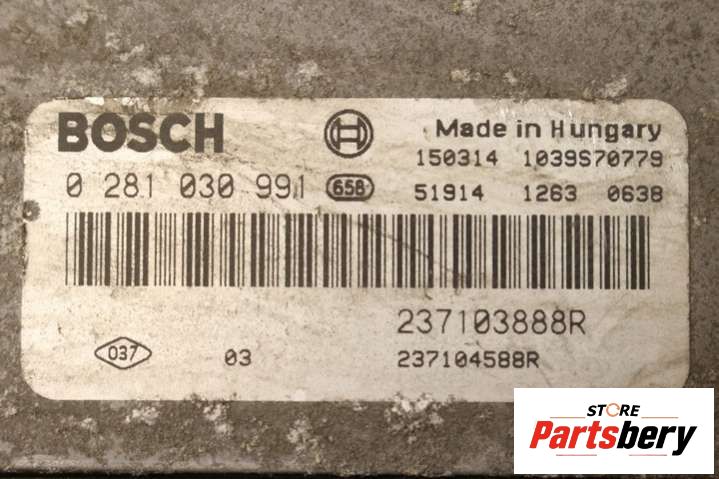 BOSCH
Made in Hungary
150314 1039S70779
0 281 030 991 658 51914 1263 0638
237103888R
037 03 237104588R
STORE
Partsbery